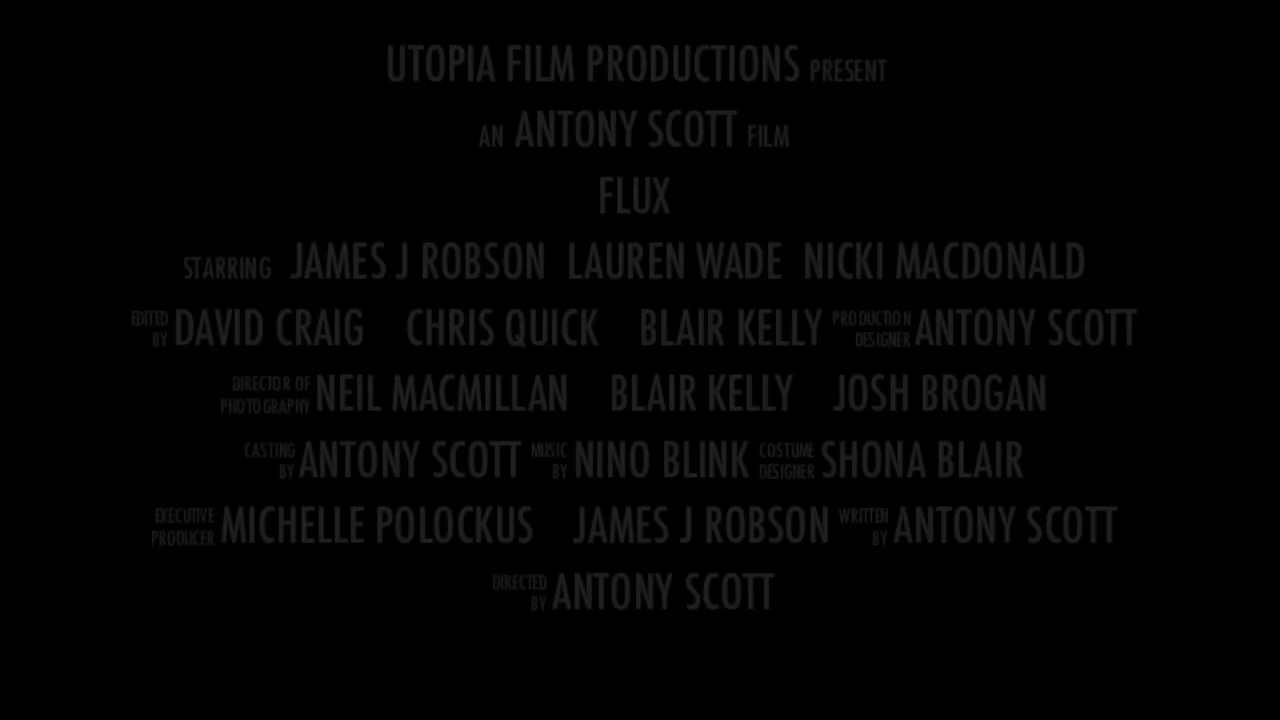 UTOPIA FILM PRODUCTIONS PRESENT
AN ANTONY SCOTT FILM
FLUX
STARRING JAMES J ROBSON LAUREN WADE NICKI MACDONALD
EDITED BY DAVID CRAIG CHRIS QUICK BLAIR KELLY PRODUCTION DESIGNER ANTONY SCOTT
DIRECTOR OF PHOTOGRAPHY NEIL MACMILLAN BLAIR KELLY JOSH BROGAN
CASTING BY ANTONY SCOTT MUSIC BY NINO BLINK COSTUME DESIGNER SHONA BLAIR
EXECUTIVE PRODUCER MICHELLE POLOCKUS JAMES J ROBSON WRITTEN BY ANTONY SCOTT
DIRECTED BY ANTONY SCOTT